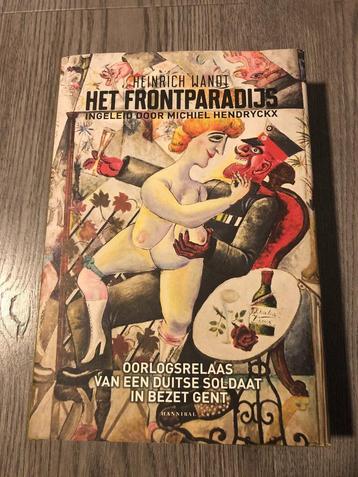 HEINRICH WANDT
HET FRONTPARADIJS
INGELEID DOOR MICHIEL HENDRYCKX
OORLOGSRELAAS
VAN EEN DUITSE SOLDAAT
IN BEZET GENT
HANNIBAL